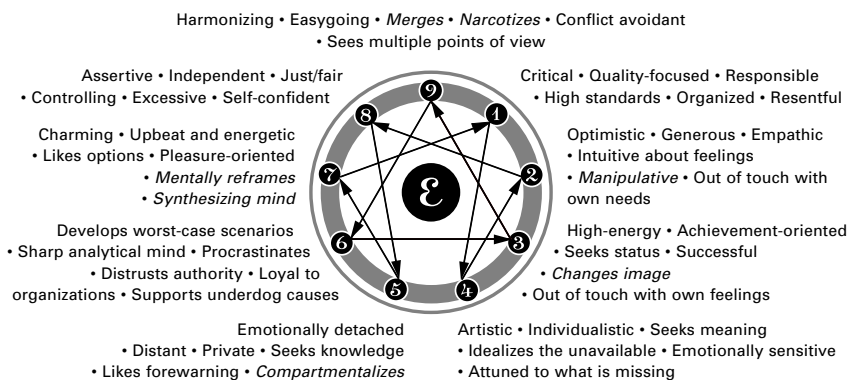 Harmonizing • Easygoing • Merges • Narcotizes • Conflict avoidant
• Sees multiple points of view
Assertive • Independent • Just/fair
• Controlling • Excessive • Self-confident
Critical • Quality-focused • Responsible
• High standards • Organized • Resentful
9
8
1
Charming • Upbeat and energetic
• Likes options • Pleasure-oriented
• Mentally reframes
• Synthesizing mind
Optimistic • Generous • Empathic
• Intuitive about feelings
• Manipulative • Out of touch with
own needs
7
2
ε
Develops worst-case scenarios
• Sharp analytical mind • Procrastinates
• Distrusts authority • Loyal to
organizations • Supports underdog causes
High-energy • Achievement-oriented
• Seeks status • Successful
• Changes image
• Out of touch with own feelings
6
3
5
4
Emotionally detached
• Distant • Private • Seeks knowledge
• Likes forewarning • Compartmentalizes
Artistic • Individualistic • Seeks meaning
• Idealizes the unavailable • Emotionally sensitive
• Attuned to what is missing